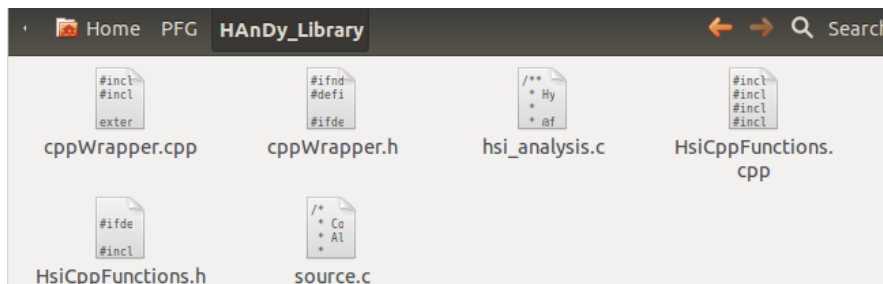 Home PFG HAnDy_Library Search
#incl
#incl
exter
cppWrapper.cpp
#ifnd
#defi
#ifde
cppWrapper.h
/**
* Hy
*
* @f
hsi_analysis.c
#incl
#incl
#incl
#incl
HsiCppFunctions.
cpp
#ifde
#incl
HsiCppFunctions.h
/*
* Co
* Al
*
source.c